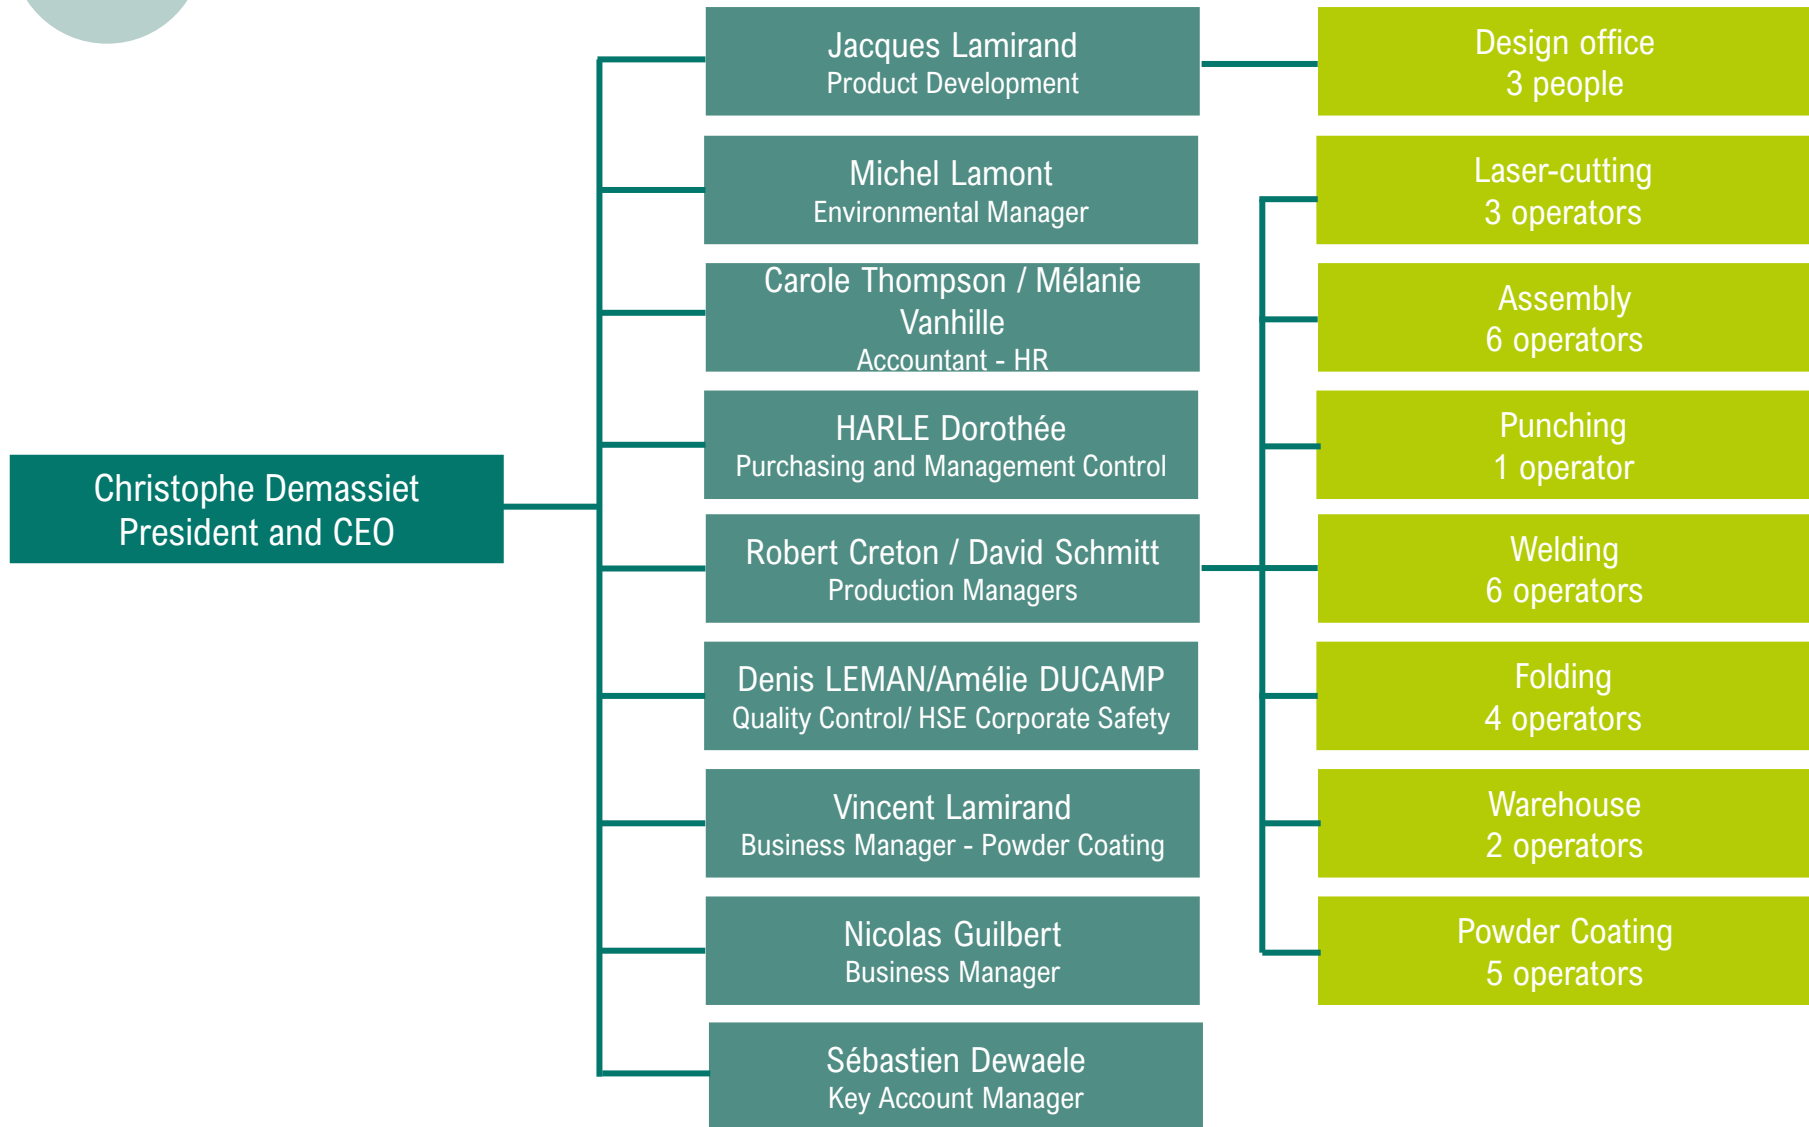 Christophe Demassiet
President and CEO
Jacques Lamirand
Product Development
Michel Lamont
Environmental Manager
Carole Thompson / Mélanie
Vanhille
Accountant - HR
HARLE Dorothée
Purchasing and Management Control
Robert Creton / David Schmitt
Production Managers
Denis LEMAN/Amélie DUCAMP
Quality Control/ HSE Corporate Safety
Vincent Lamirand
Business Manager - Powder Coating
Nicolas Guilbert
Business Manager
Sébastien Dewaele
Key Account Manager
Design office
3 people
Laser-cutting
3 operators
Assembly
6 operators
Punching
1 operator
Welding
6 operators
Folding
4 operators
Warehouse
2 operators
Powder Coating
5 operators